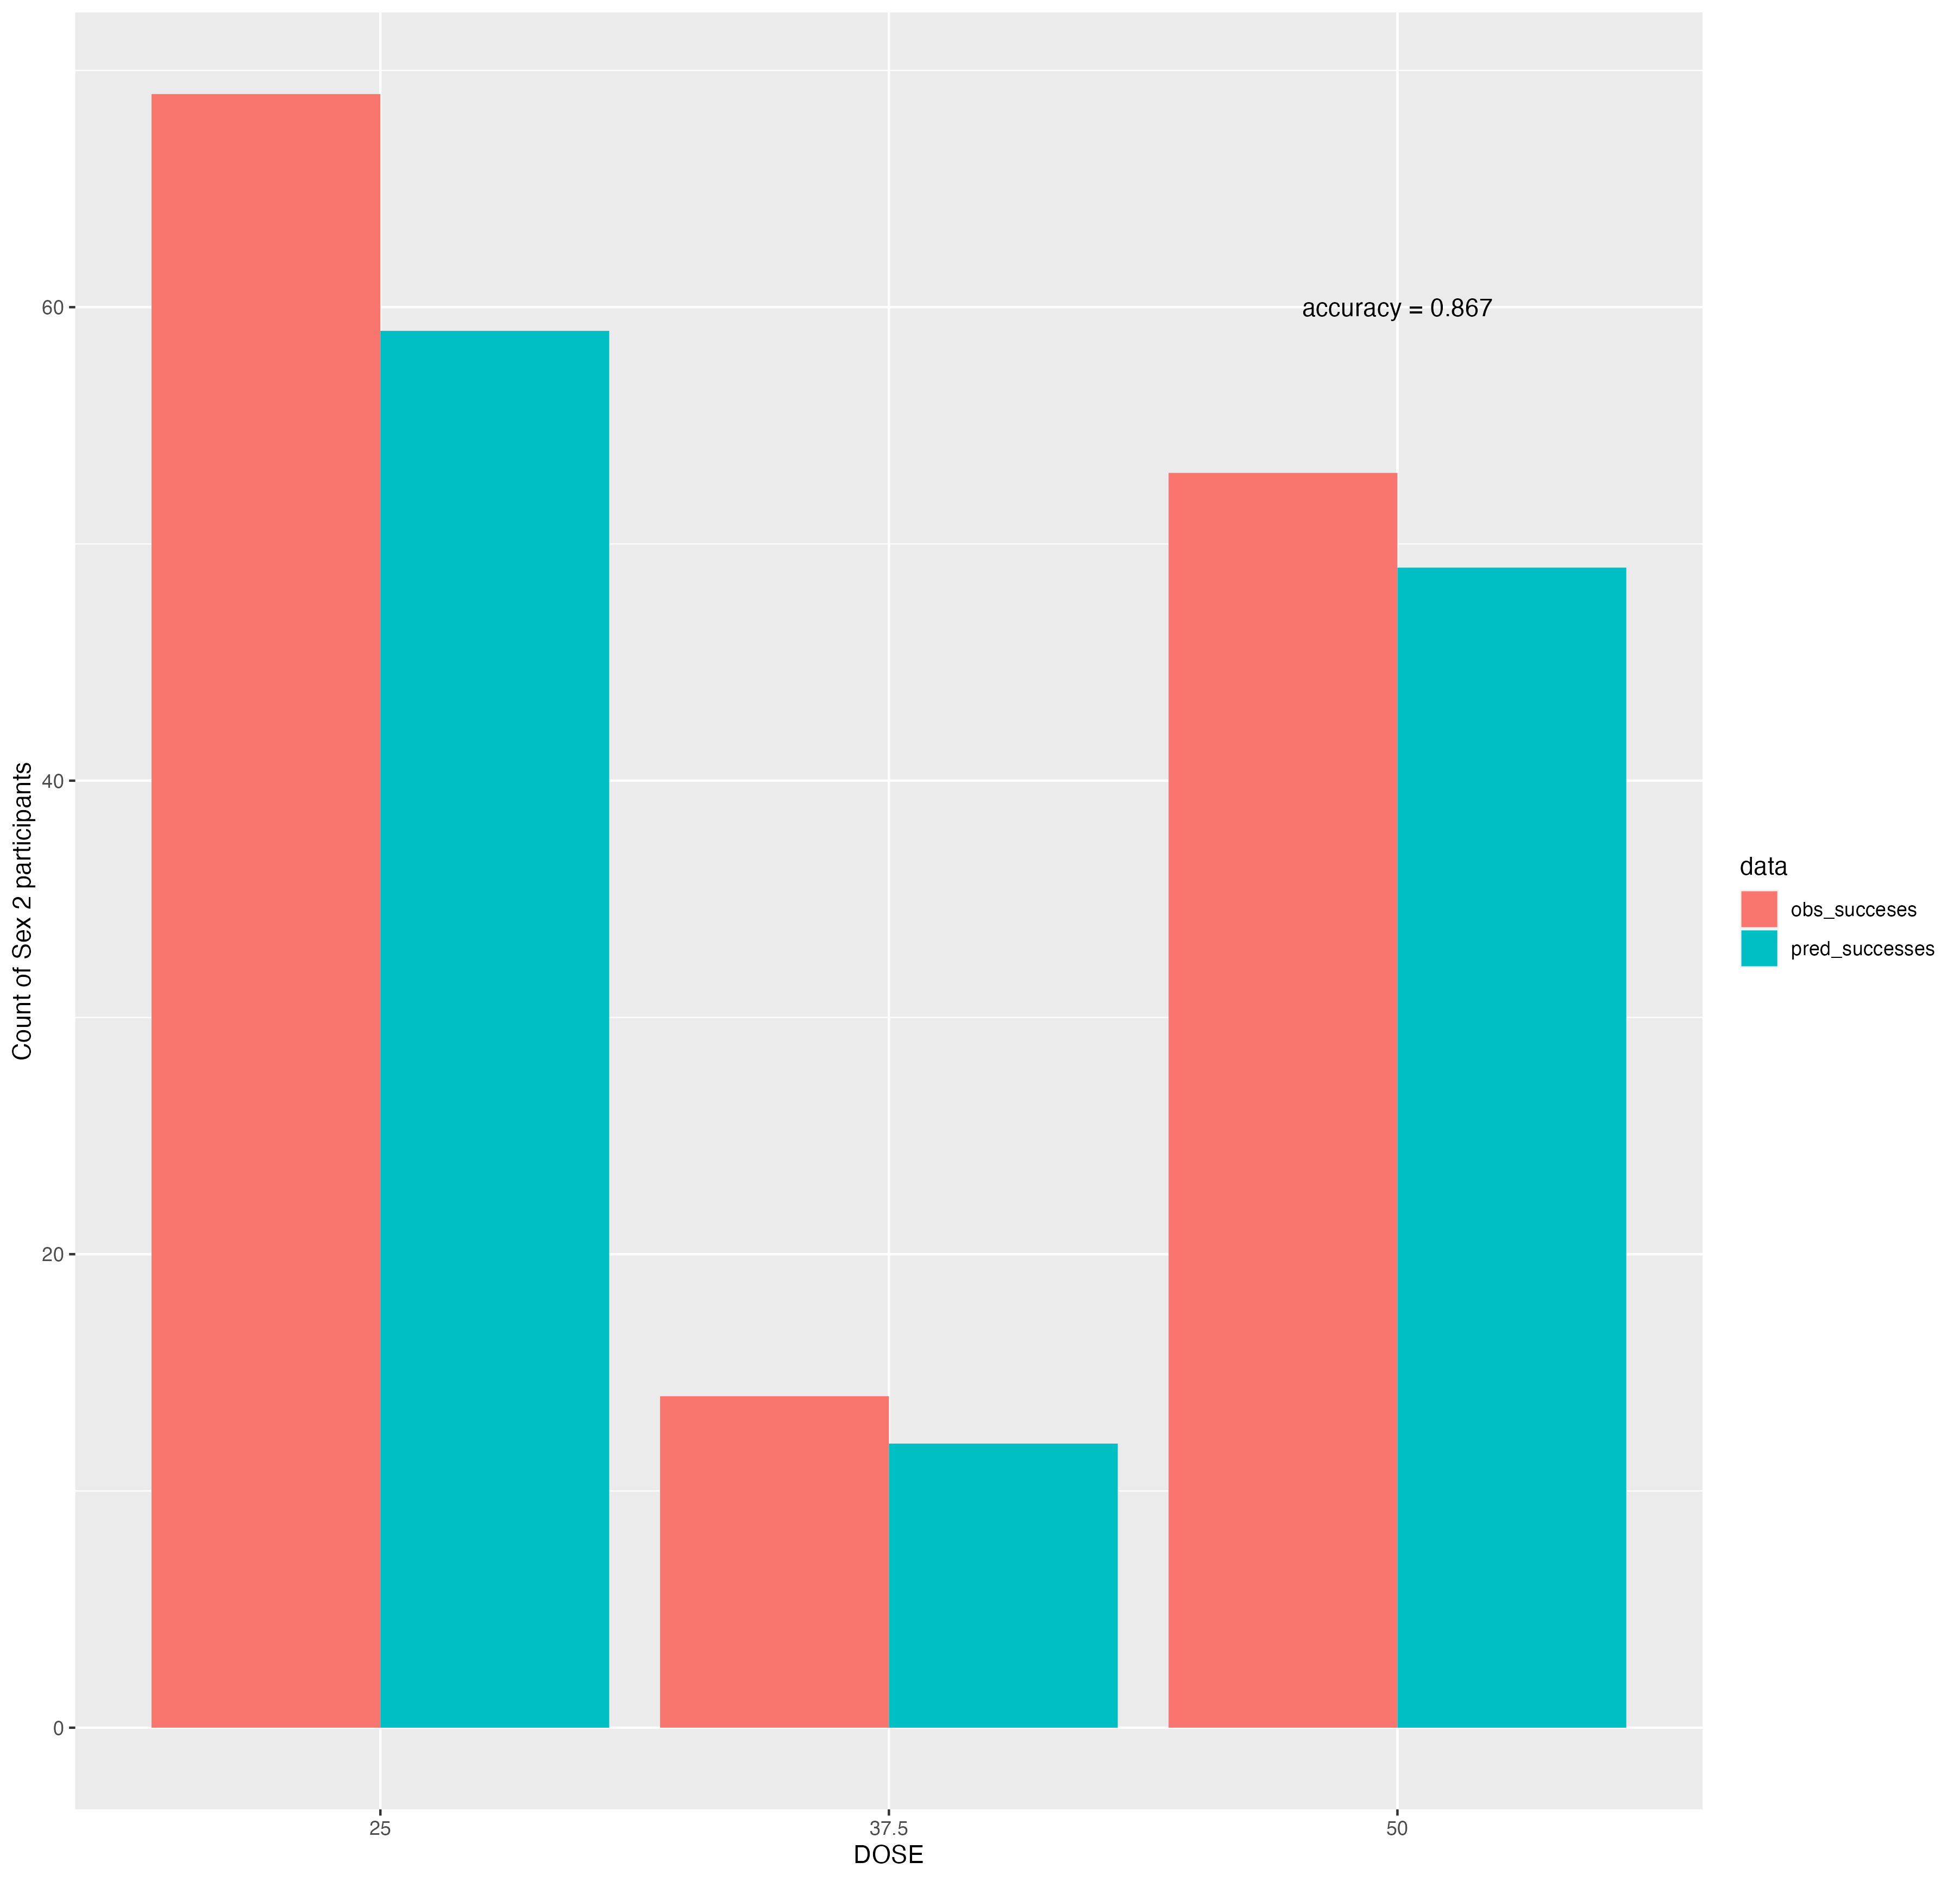 accuracy = 0.867
60
40
20
0
Count of Sex 2 participants
25
37.5
50
DOSE
data
obs_succeses
pred_successes